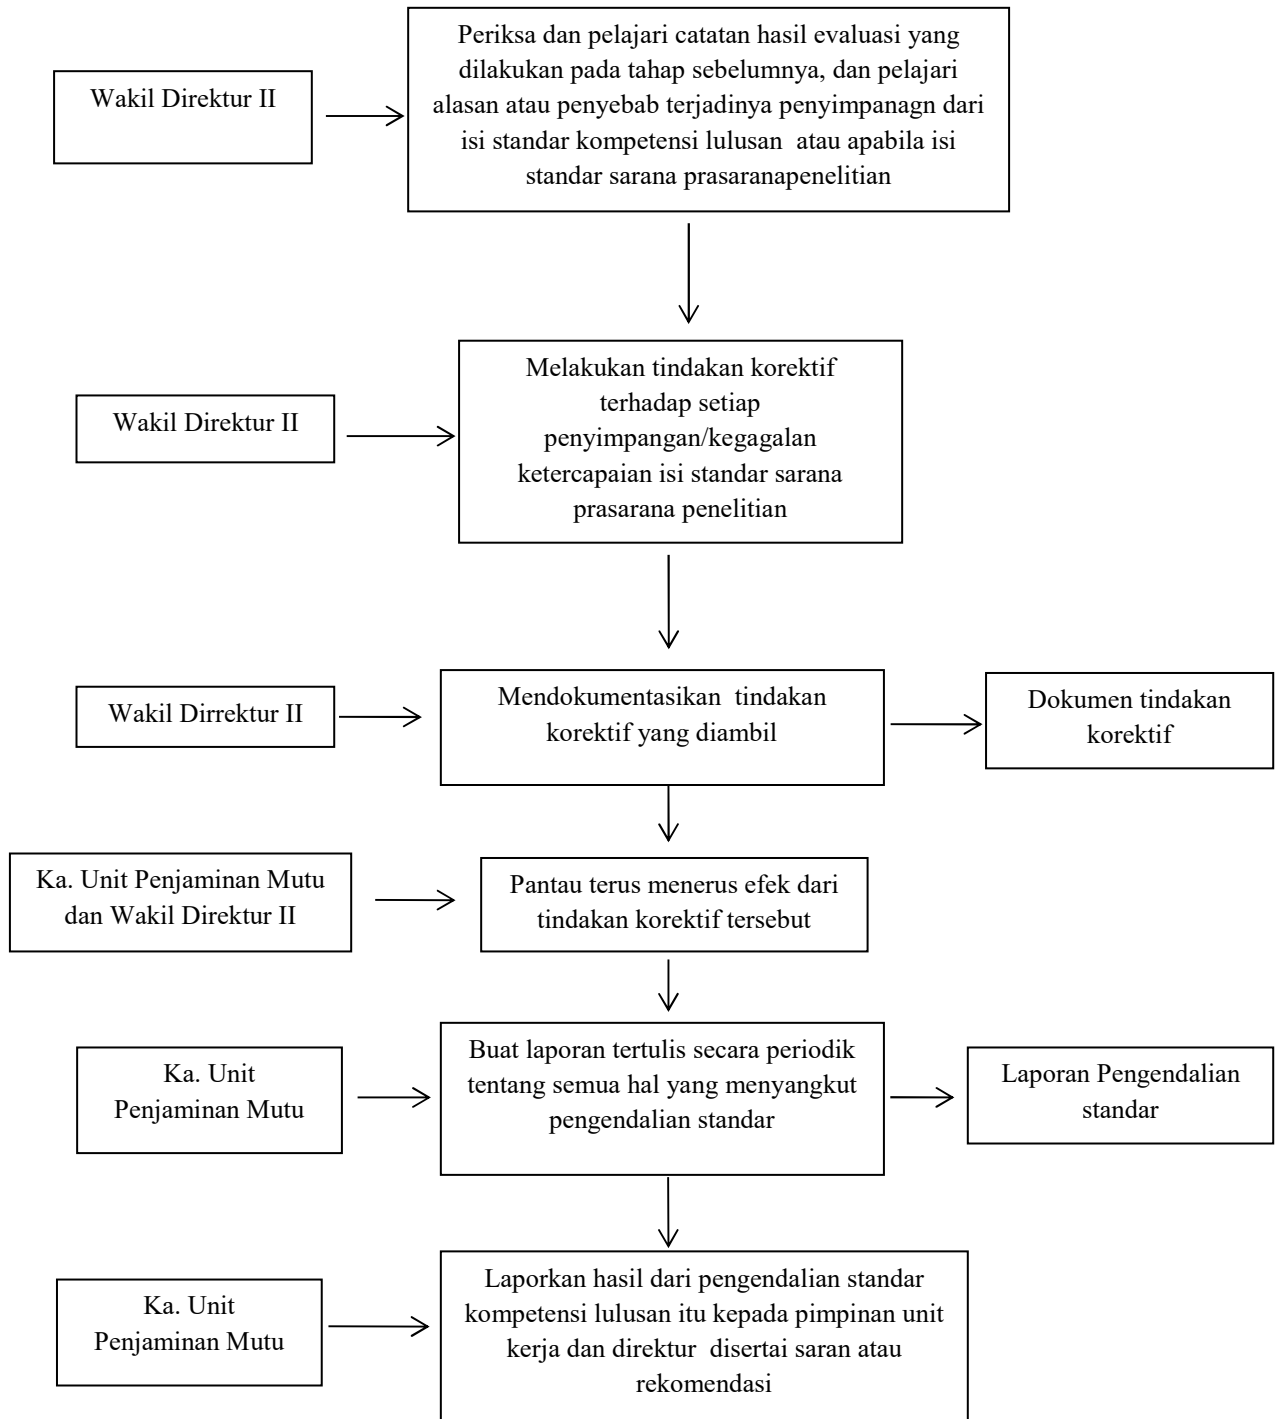 Wakil Direktur II
Periksa dan pelajari catatan hasil evaluasi yang
dilakukan pada tahap sebelumnya, dan pelajari
alasan atau penyebab terjadinya penyimpanagn dari
isi standar kompetensi lulusan  atau apabila isi
standar sarana prasaranapenelitian
Wakil Direktur II
Melakukan tindakan korektif
terhadap setiap
penyimpangan/kegagalan
ketercapaian isi standar sarana
prasarana penelitian
Wakil Dirrektur II
Mendokumentasikan  tindakan
korektif yang diambil
Dokumen tindakan
korektif
Ka. Unit Penjaminan Mutu
dan Wakil Direktur II
Pantau terus menerus efek dari
tindakan korektif tersebut
Ka. Unit
Penjaminan Mutu
Buat laporan tertulis secara periodik
tentang semua hal yang menyangkut
pengendalian standar
Laporan Pengendalian
standar
Ka. Unit
Penjaminan Mutu
Laporkan hasil dari pengendalian standar
kompetensi lulusan itu kepada pimpinan unit
kerja dan direktur  disertai saran atau
rekomendasi